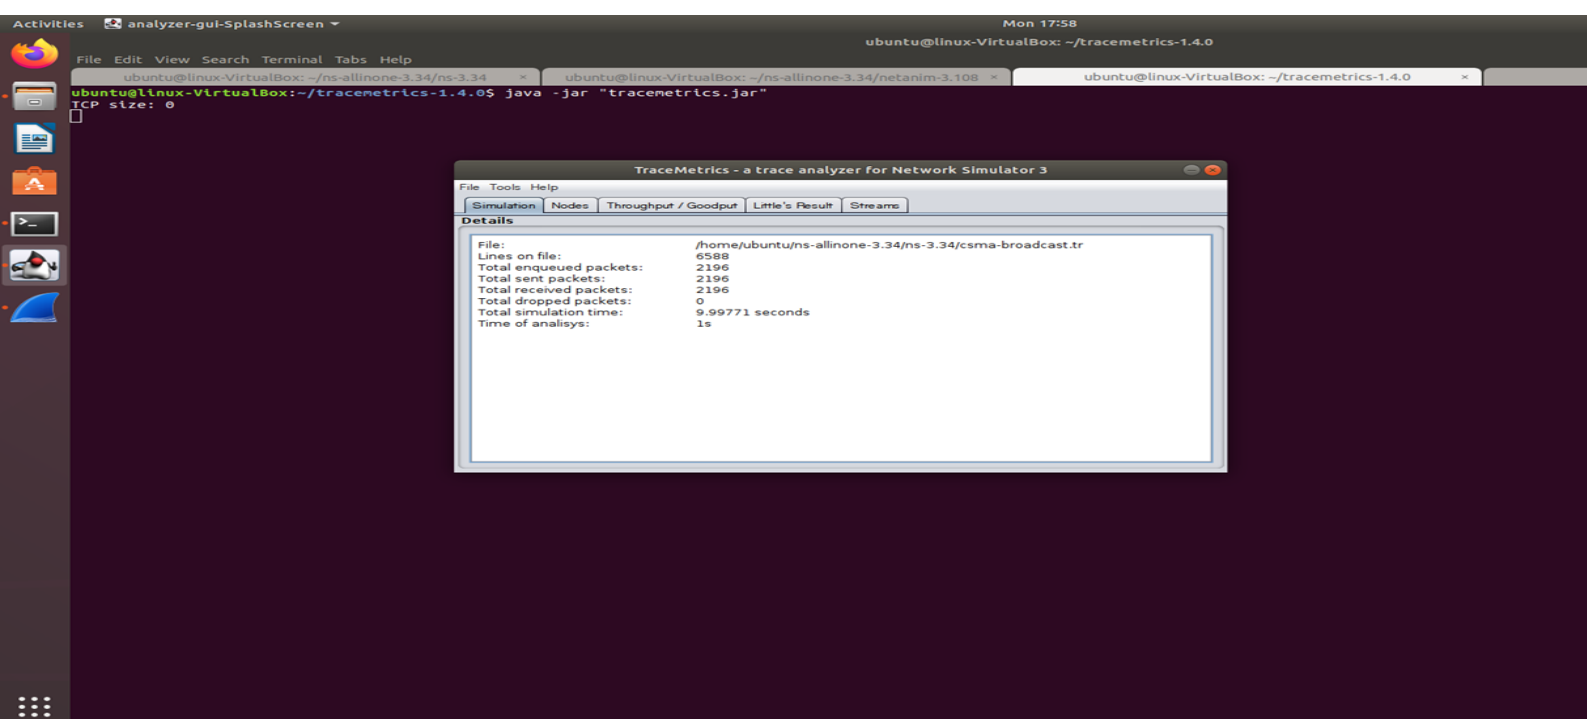 Activities analyzer-gui-SplashScreen Mon 17:58
ubuntu@linux-VirtualBox: ~/tracemetrics-1.4.0
File Edit View Search Terminal Tabs Help
ubuntu@linux-VirtualBox: ~/ns-allinone-3.34/ns-3.34 × ubuntu@linux-VirtualBox: ~/ns-allinone-3.34/netanim-3.108 × ubuntu@linux-VirtualBox: ~/tracemetrics-1.4.0 ×
ubuntu@linux-VirtualBox:~/tracemetrics-1.4.0$ java -jar "tracemetrics.jar"
TCP size: 0
TraceMetrics - a trace analyzer for Network Simulator 3
File Tools Help
Simulation Nodes Throughput / Goodput Little's Result Streams
Details
File: /home/ubuntu/ns-allinone-3.34/ns-3.34/csma-broadcast.tr
Lines on file: 6588
Total enqueued packets: 2196
Total sent packets: 2196
Total received packets: 2196
Total dropped packets: 0
Total simulation time: 9.99771 seconds
Time of analisys: 1s